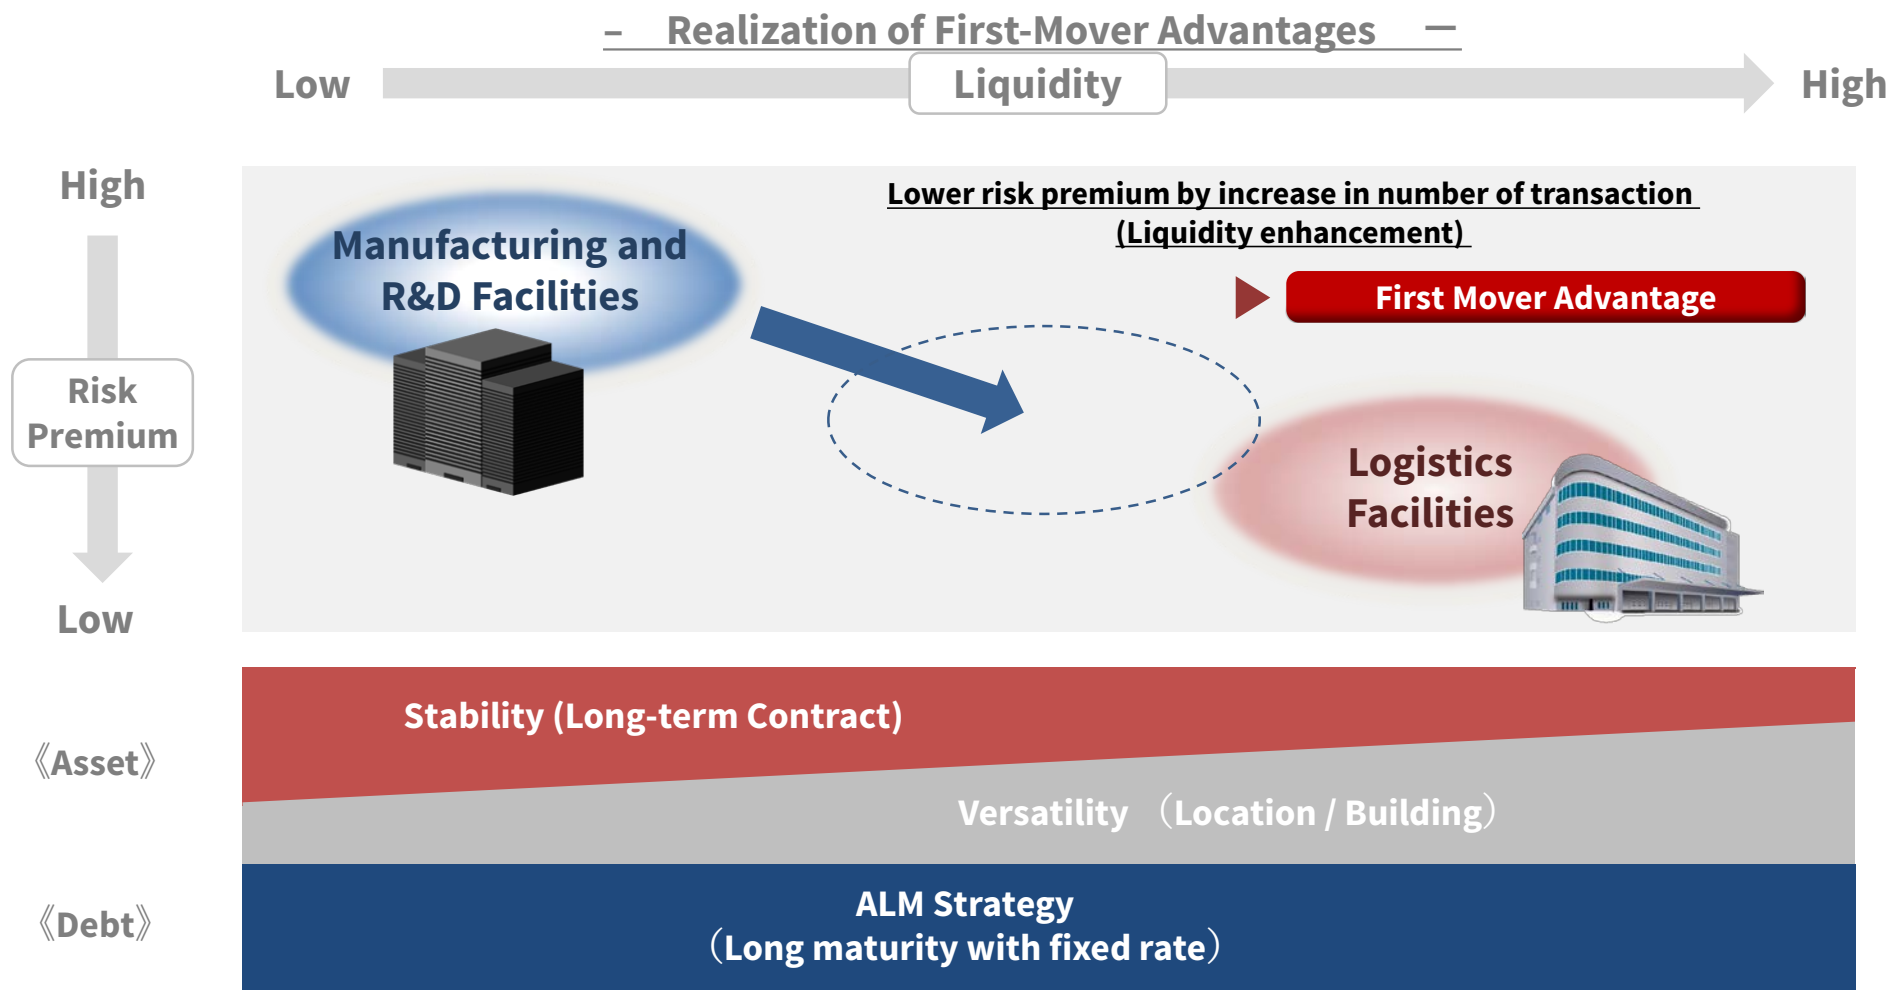 – Realization of First-Mover Advantages —
Low
Liquidity
High
High
Risk
Premium
Low
Manufacturing and
R&D Facilities
Lower risk premium by increase in number of transaction
(Liquidity enhancement)
First Mover Advantage
Logistics
Facilities
《Asset》
Stability (Long-term Contract)
Versatility （Location / Building）
《Debt》
ALM Strategy
（Long maturity with fixed rate）